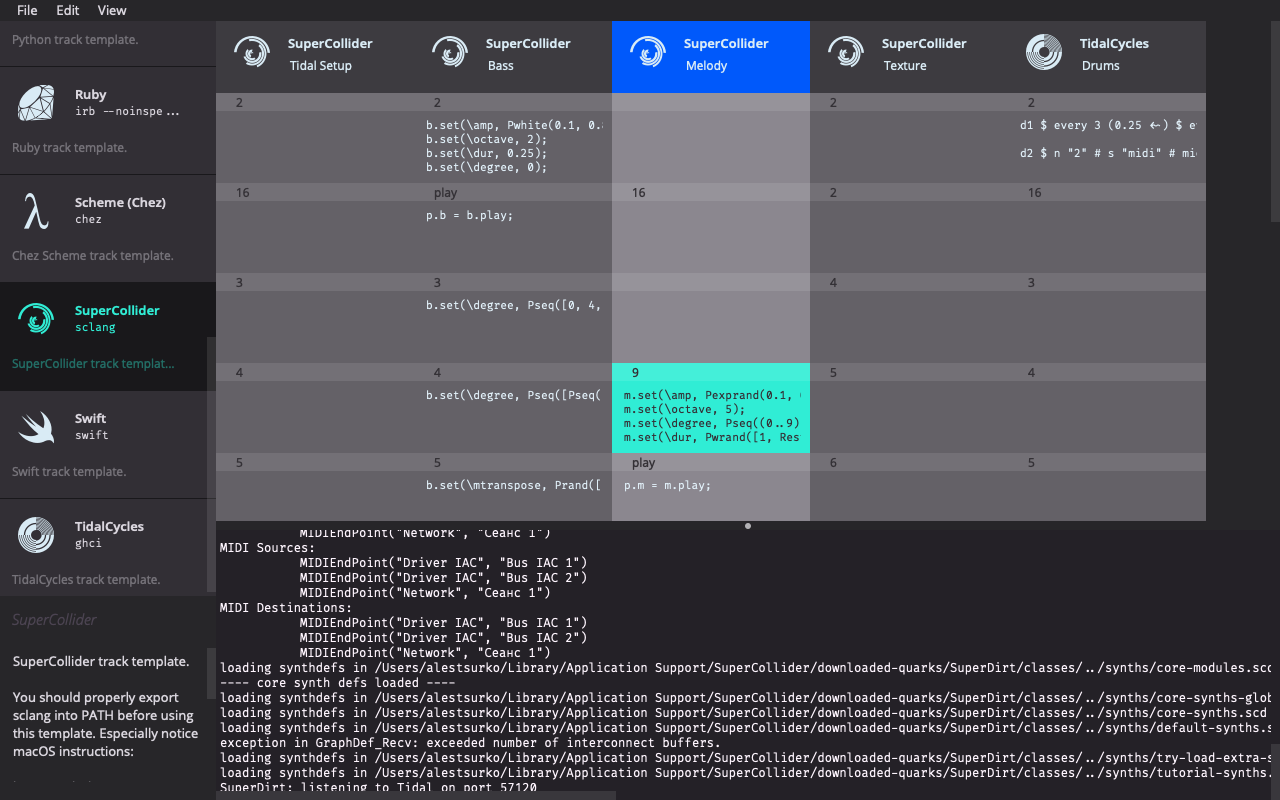 File Edit View
Python track template.
Ruby
irb --noinspe ...
Ruby track template.
Scheme (Chez)
chez
Chez Scheme track template.
SuperCollider
sclang
SuperCollider track templat...
Swift
swift
Swift track template.
TidalCycles
ghci
TidalCycles track template.
SuperCollider
SuperCollider track template.
You should properly export
sclang into PATH before using
this template. Especially notice
macOS instructions:
SuperCollider
Tidal Setup
SuperCollider
Bass
SuperCollider
Melody
SuperCollider
Texture
TidalCycles
Drums
2 2 2 2
b.set(\amp, Pwhite(0.1, 0.
b.set(\octave, 2);
b.set(\dur, 0.25);
b.set(\degree, 0);
d1 $ every 3 (0.25 <-) $ e
d2 $ n "2" # s "midi" # mi
16 play 16 2 16
p.b = b.play;
3 3 4 3
b.set(\degree, Pseq([0, 4,
4 4 9 5 4
b.set(\degree, Pseq([Pseq(
m.set(\amp, Pexprand(0.1,
m.set(\octave, 5);
m.set(\degree, Pseq((0..9)
m.set(\dur, Pwrand([1, Res
5 5 play 6 5
b.set(\mtranspose, Prand([
p.m = m.play;
MIDIEndPoint("Network", "Сеанс 1")
MIDI Sources:
MIDIEndPoint("Driver IAC", "Bus IAC 1")
MIDIEndPoint("Driver IAC", "Bus IAC 2")
MIDIEndPoint("Network", "Сеанс 1")
MIDI Destinations:
MIDIEndPoint("Driver IAC", "Bus IAC 1")
MIDIEndPoint("Driver IAC", "Bus IAC 2")
MIDIEndPoint("Network", "Сеанс 1")
loading synthdefs in /Users/alestsurko/Library/Application Support/SuperCollider/downloaded-quarks/SuperDirt/classes/../synths/core-modules.scd
---- core synth defs loaded ----
loading synthdefs in /Users/alestsurko/Library/Application Support/SuperCollider/downloaded-quarks/SuperDirt/classes/../synths/core-synths-glob
loading synthdefs in /Users/alestsurko/Library/Application Support/SuperCollider/downloaded-quarks/SuperDirt/classes/../synths/core-synths.scd
loading synthdefs in /Users/alestsurko/Library/Application Support/SuperCollider/downloaded-quarks/SuperDirt/classes/../synths/default-synths.s
exception in GraphDef_Recv: exceeded number of interconnect buffers.
loading synthdefs in /Users/alestsurko/Library/Application Support/SuperCollider/downloaded-quarks/SuperDirt/classes/../synths/try-load-extra-s
loading synthdefs in /Users/alestsurko/Library/Application Support/SuperCollider/downloaded-quarks/SuperDirt/classes/../synths/tutorial-synths.
SuperDirt: listening to Tidal on port 57120